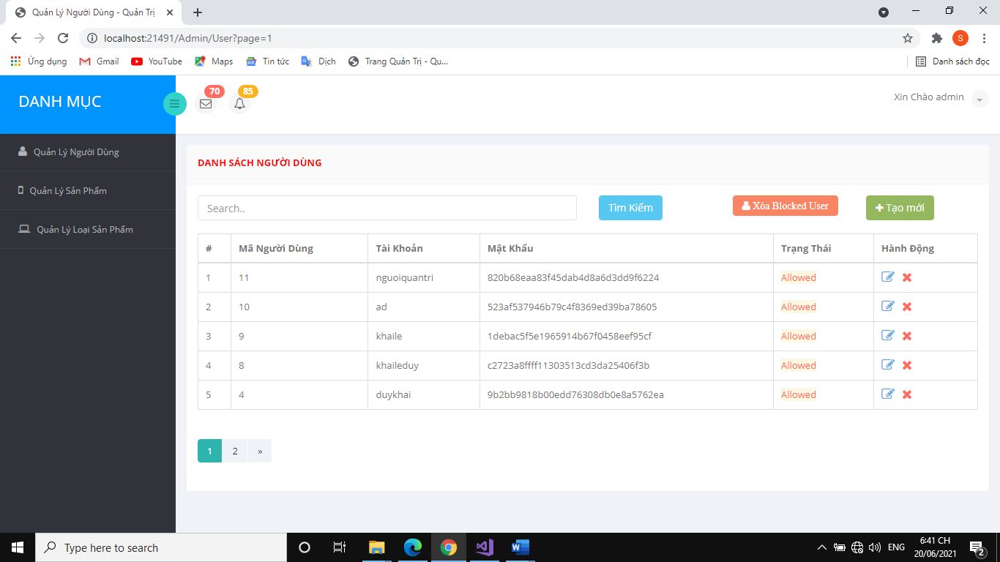 Quản Lý Người Dùng - Quản Trị
localhost:21491/Admin/User?page=1
S
Ứng dụng Gmail YouTube Maps Tin tức Dịch Trang Quản Trị - Qu... Danh sách đọc
DANH MỤC
70 85
Xin Chào admin
Quản Lý Người Dùng
Quản Lý Sản Phẩm
Quản Lý Loại Sản Phẩm
DANH SÁCH NGƯỜI DÙNG
Search.. Tìm Kiếm Xóa Blocked User Tạo mới
# Mã Người Dùng Tài Khoản Mật Khẩu Trạng Thái Hành Động
1 11 nguoiquantri 820b68eaa83f45dab4d8a6d3dd9f6224 Allowed
2 10 ad 523af537946b79c4f8369ed39ba78605 Allowed
3 9 khaile 1debac5f5e1965914b67f0458eef95cf Allowed
4 8 khaileduy c2723a8ffff11303513cd3da25406f3b Allowed
5 4 duykhai 9b2bb9818b00edd76308db0e8a5762ea Allowed
1 2 »
Type here to search
ENG
6:41 CH
20/06/2021
2